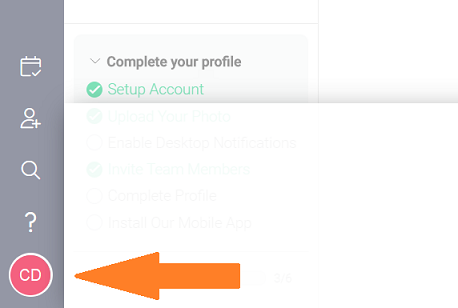 Complete your profile
Setup Account
Upload Your Photo
Enable Desktop Notifications
Invite Team Members
Complete Profile
Install Our Mobile App
3/6
?
CD